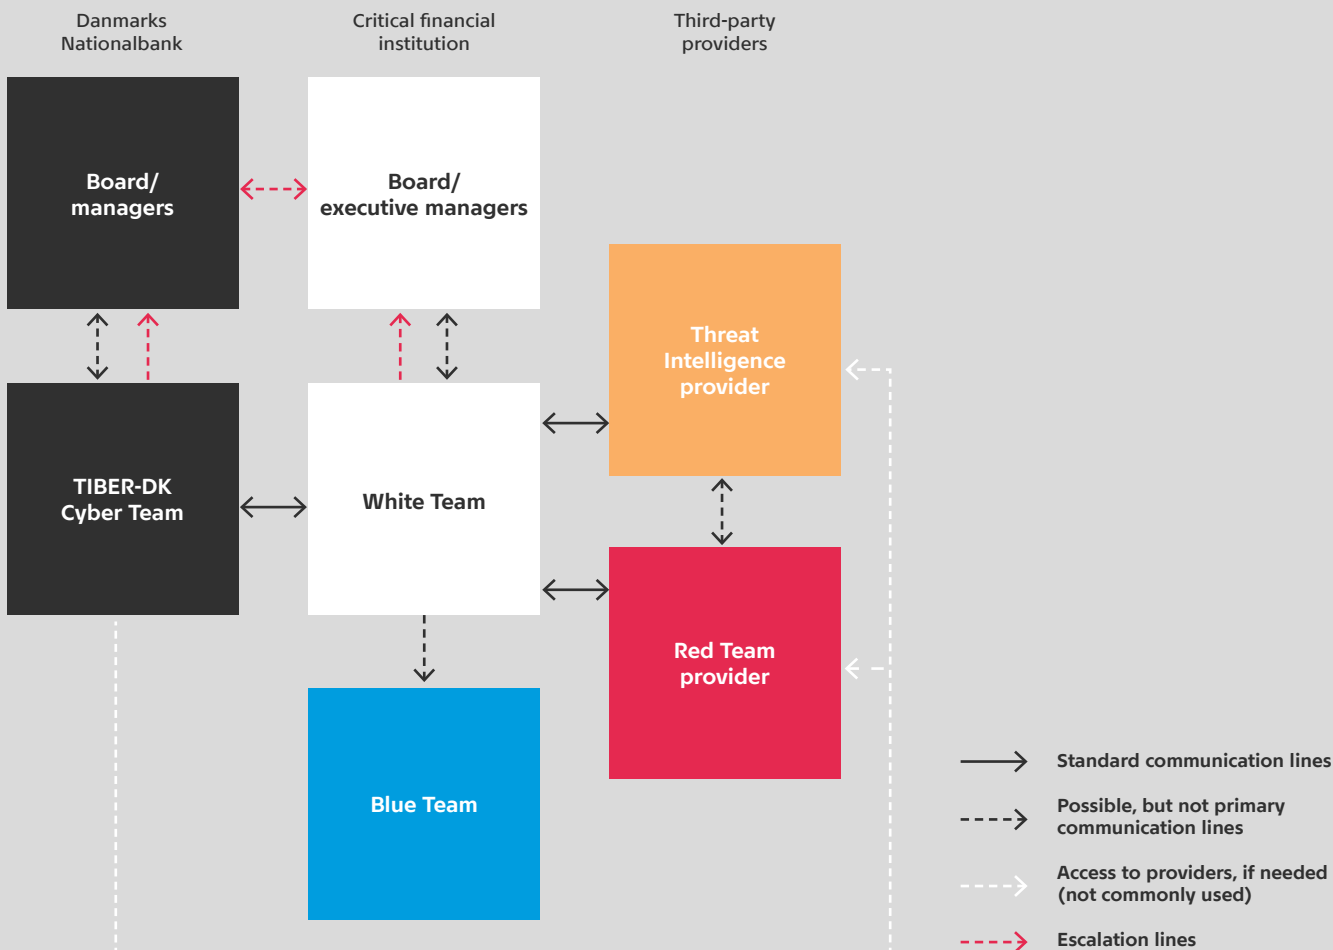 Danmarks
Nationalbank
Critical financial
institution
Third-party
providers
Board/
managers
Board/
executive managers
Threat
Intelligence
provider
TIBER-DK
Cyber Team
White Team
Red Team
provider
Blue Team
Standard communication lines
Possible, but not primary
communication lines
Access to providers, if needed
(not commonly used)
Escalation lines